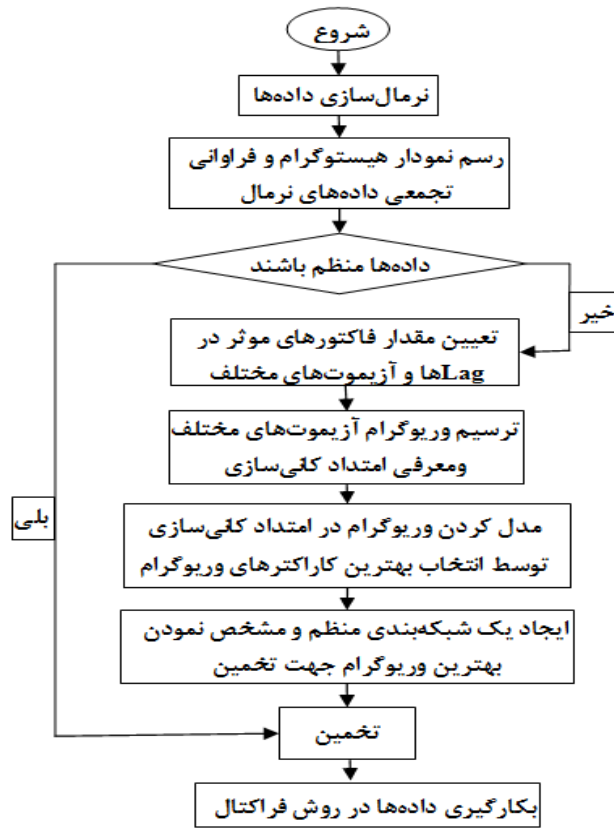 شروع
نرمال‌سازی داده‌ها
رسم نمودار هیستوگرام و فراوانی
تجمعی داده‌های نرمال
داده‌ها منظم باشند
خیر
تعیین مقدار فاکتورهای موثر در
Lagها و آزیموت‌های مختلف
ترسیم وریوگرام آزیموت‌های مختلف
ومعرفی امتداد کانی‌سازی
بلی
مدل کردن وریوگرام در امتداد کانی‌سازی
توسط انتخاب بهترین کاراکترهای وریوگرام
ایجاد یک شبکه‌بندی منظم و مشخص نمودن
بهترین وریوگرام جهت تخمین
تخمین
بکارگیری داده‌ها در روش فراکتال